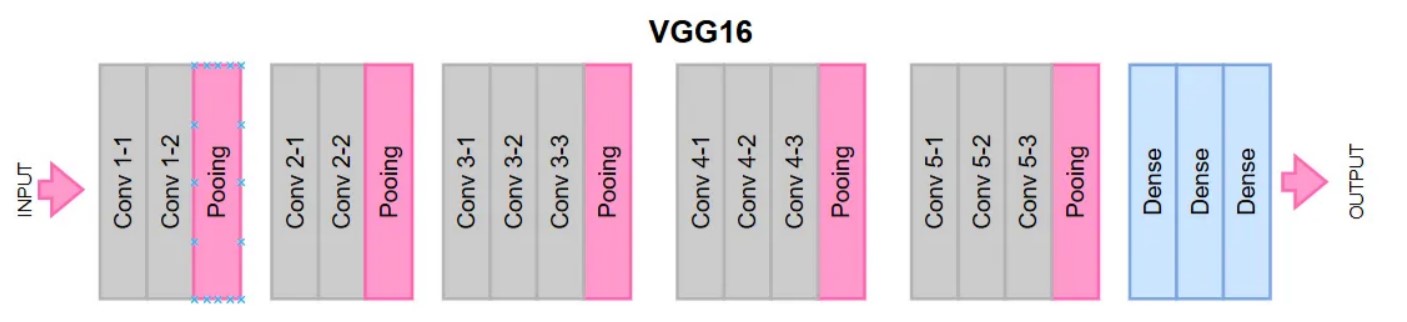 VGG16
INPUT
Conv 1-1
Conv 1-2
Pooing
Conv 2-1
Conv 2-2
Pooing
Conv 3-1
Conv 3-2
Conv 3-3
Pooing
Conv 4-1
Conv 4-2
Conv 4-3
Pooing
Conv 5-1
Conv 5-2
Conv 5-3
Pooing
Dense
Dense
Dense
OUTPUT